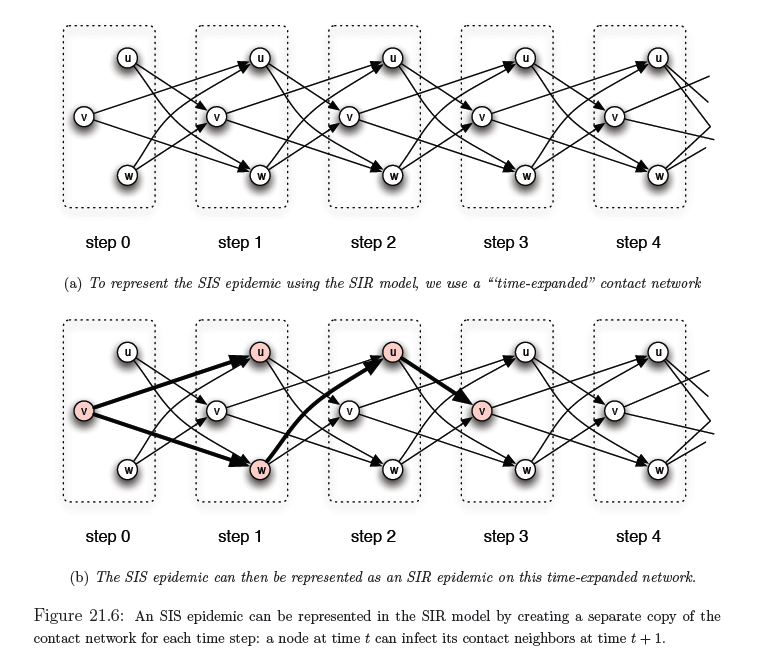 u u u u u
v v v v v
w w w w w
step 0 step 1 step 2 step 3 step 4
(a) To represent the SIS epidemic using the SIR model, we use a "“time-expanded” contact network
u u u u u
v v v v v
w w w w w
step 0 step 1 step 2 step 3 step 4
(b) The SIS epidemic can then be represented as an SIR epidemic on this time-expanded network.
Figure 21.6: An SIS epidemic can be represented in the SIR model by creating a separate copy of the
contact network for each time step: a node at time t can infect its contact neighbors at time t + 1.